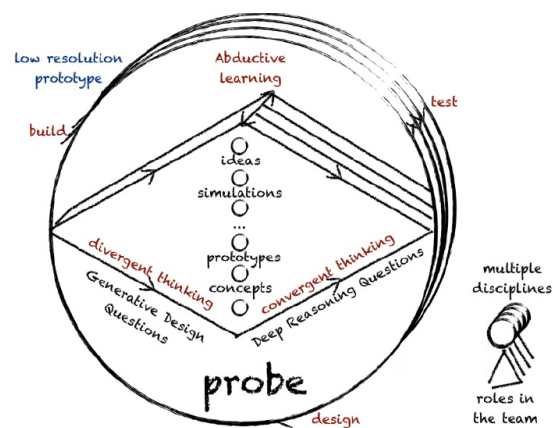 low resolution
prototype
Abductive
learning
test
build
ideas
simulations
...
prototypes
concepts
divergent thinking
Generative Design
Questions
convergent thinking
Deep Reasoning Questions
multiple
disciplines
roles in
the team
probe
design